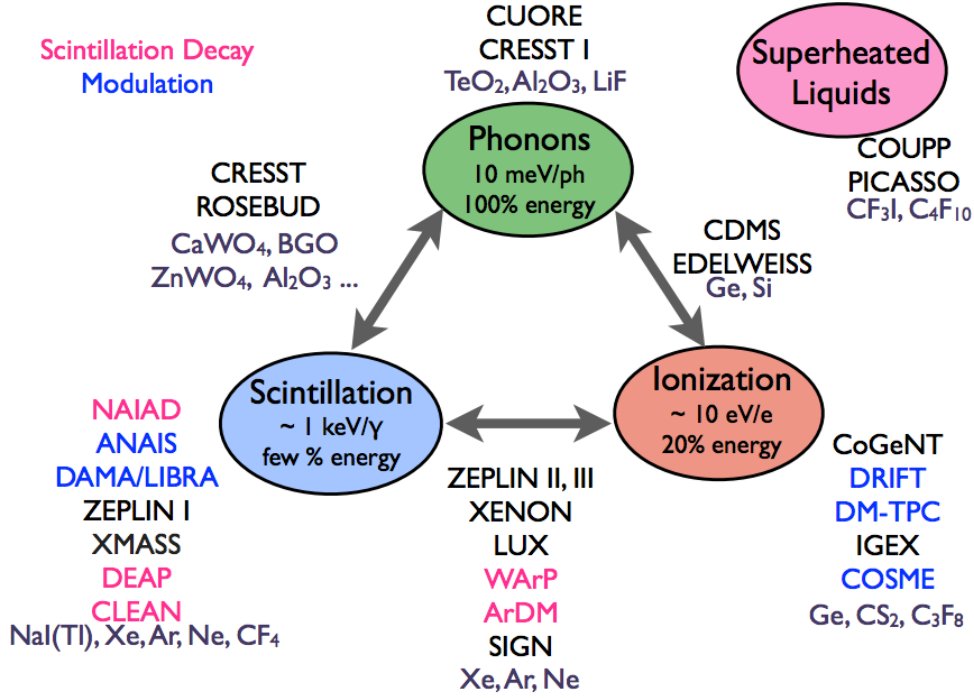 Scintillation Decay
Modulation
CUORE
CRESST I
TeO₂, Al₂O₃, LiF
Superheated
Liquids
COUPP
PICASSO
CF₃I, C₄F₁₀
Phonons
10 meV/ph
100% energy
CRESST
ROSEBUD
CaWO₄, BGO
ZnWO₄, Al₂O₃ ...
CDMS
EDELWEISS
Ge, Si
Scintillation
~ 1 keV/γ
few % energy
Ionization
~ 10 eV/e
20% energy
NAIAD
ANAIS
DAMA/LIBRA
ZEPLIN I
XMASS
DEAP
CLEAN
NaI(Tl), Xe, Ar, Ne, CF₄
ZEPLIN II, III
XENON
LUX
WArP
ArDM
SIGN
Xe, Ar, Ne
CoGeNT
DRIFT
DM-TPC
IGEX
COSME
Ge, CS₂, C₃F₈